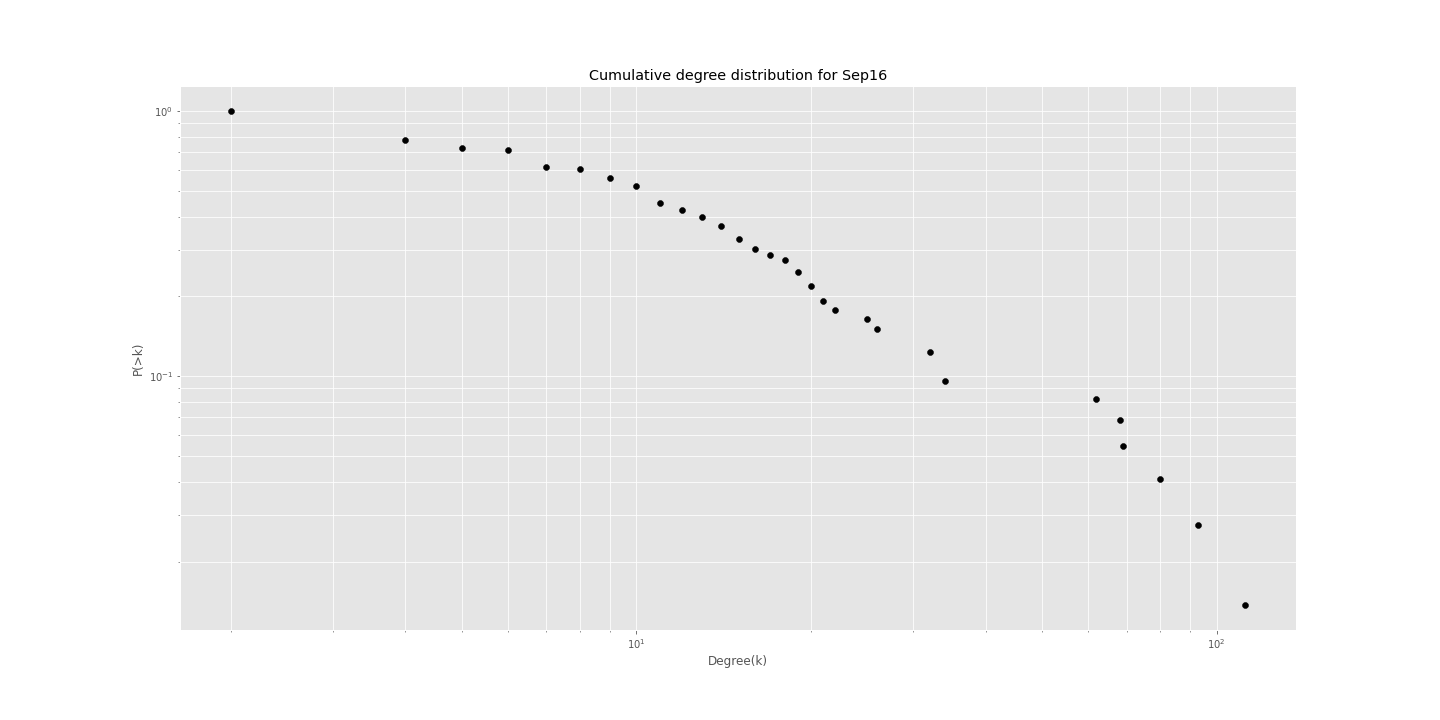 Cumulative degree distribution for Sep16
10⁰
P(>k)
10⁻¹
10¹
10²
Degree(k)